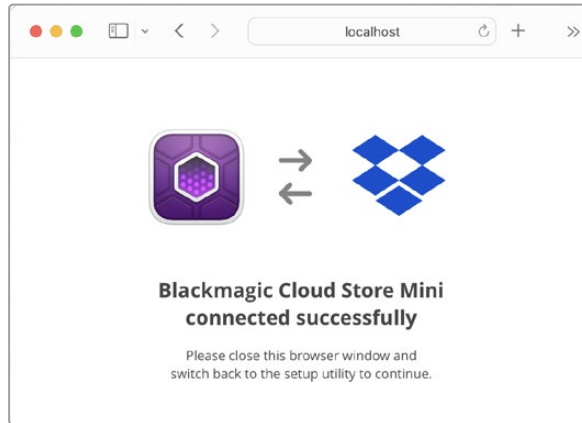 localhost
Blackmagic Cloud Store Mini
connected successfully
Please close this browser window and
switch back to the setup utility to continue.